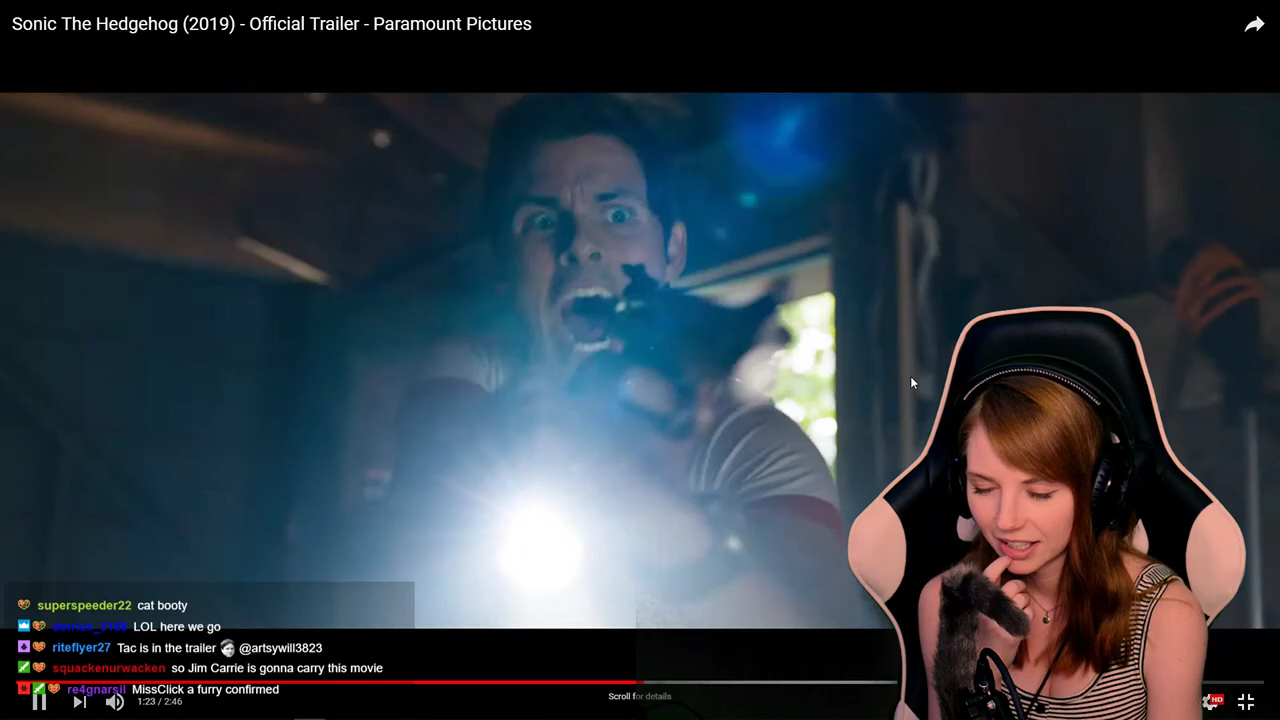 Sonic The Hedgehog (2019) - Official Trailer - Paramount Pictures
superspeeder22 cat booty
LOL here we go
riteflyer27 Tac is in the trailer @artsywill3823
squackenurwacken so Jim Carrie is gonna carry this movie
re4gnarsil MissClick a furry confirmed
1:23 / 2:46
Scroll for details
HD